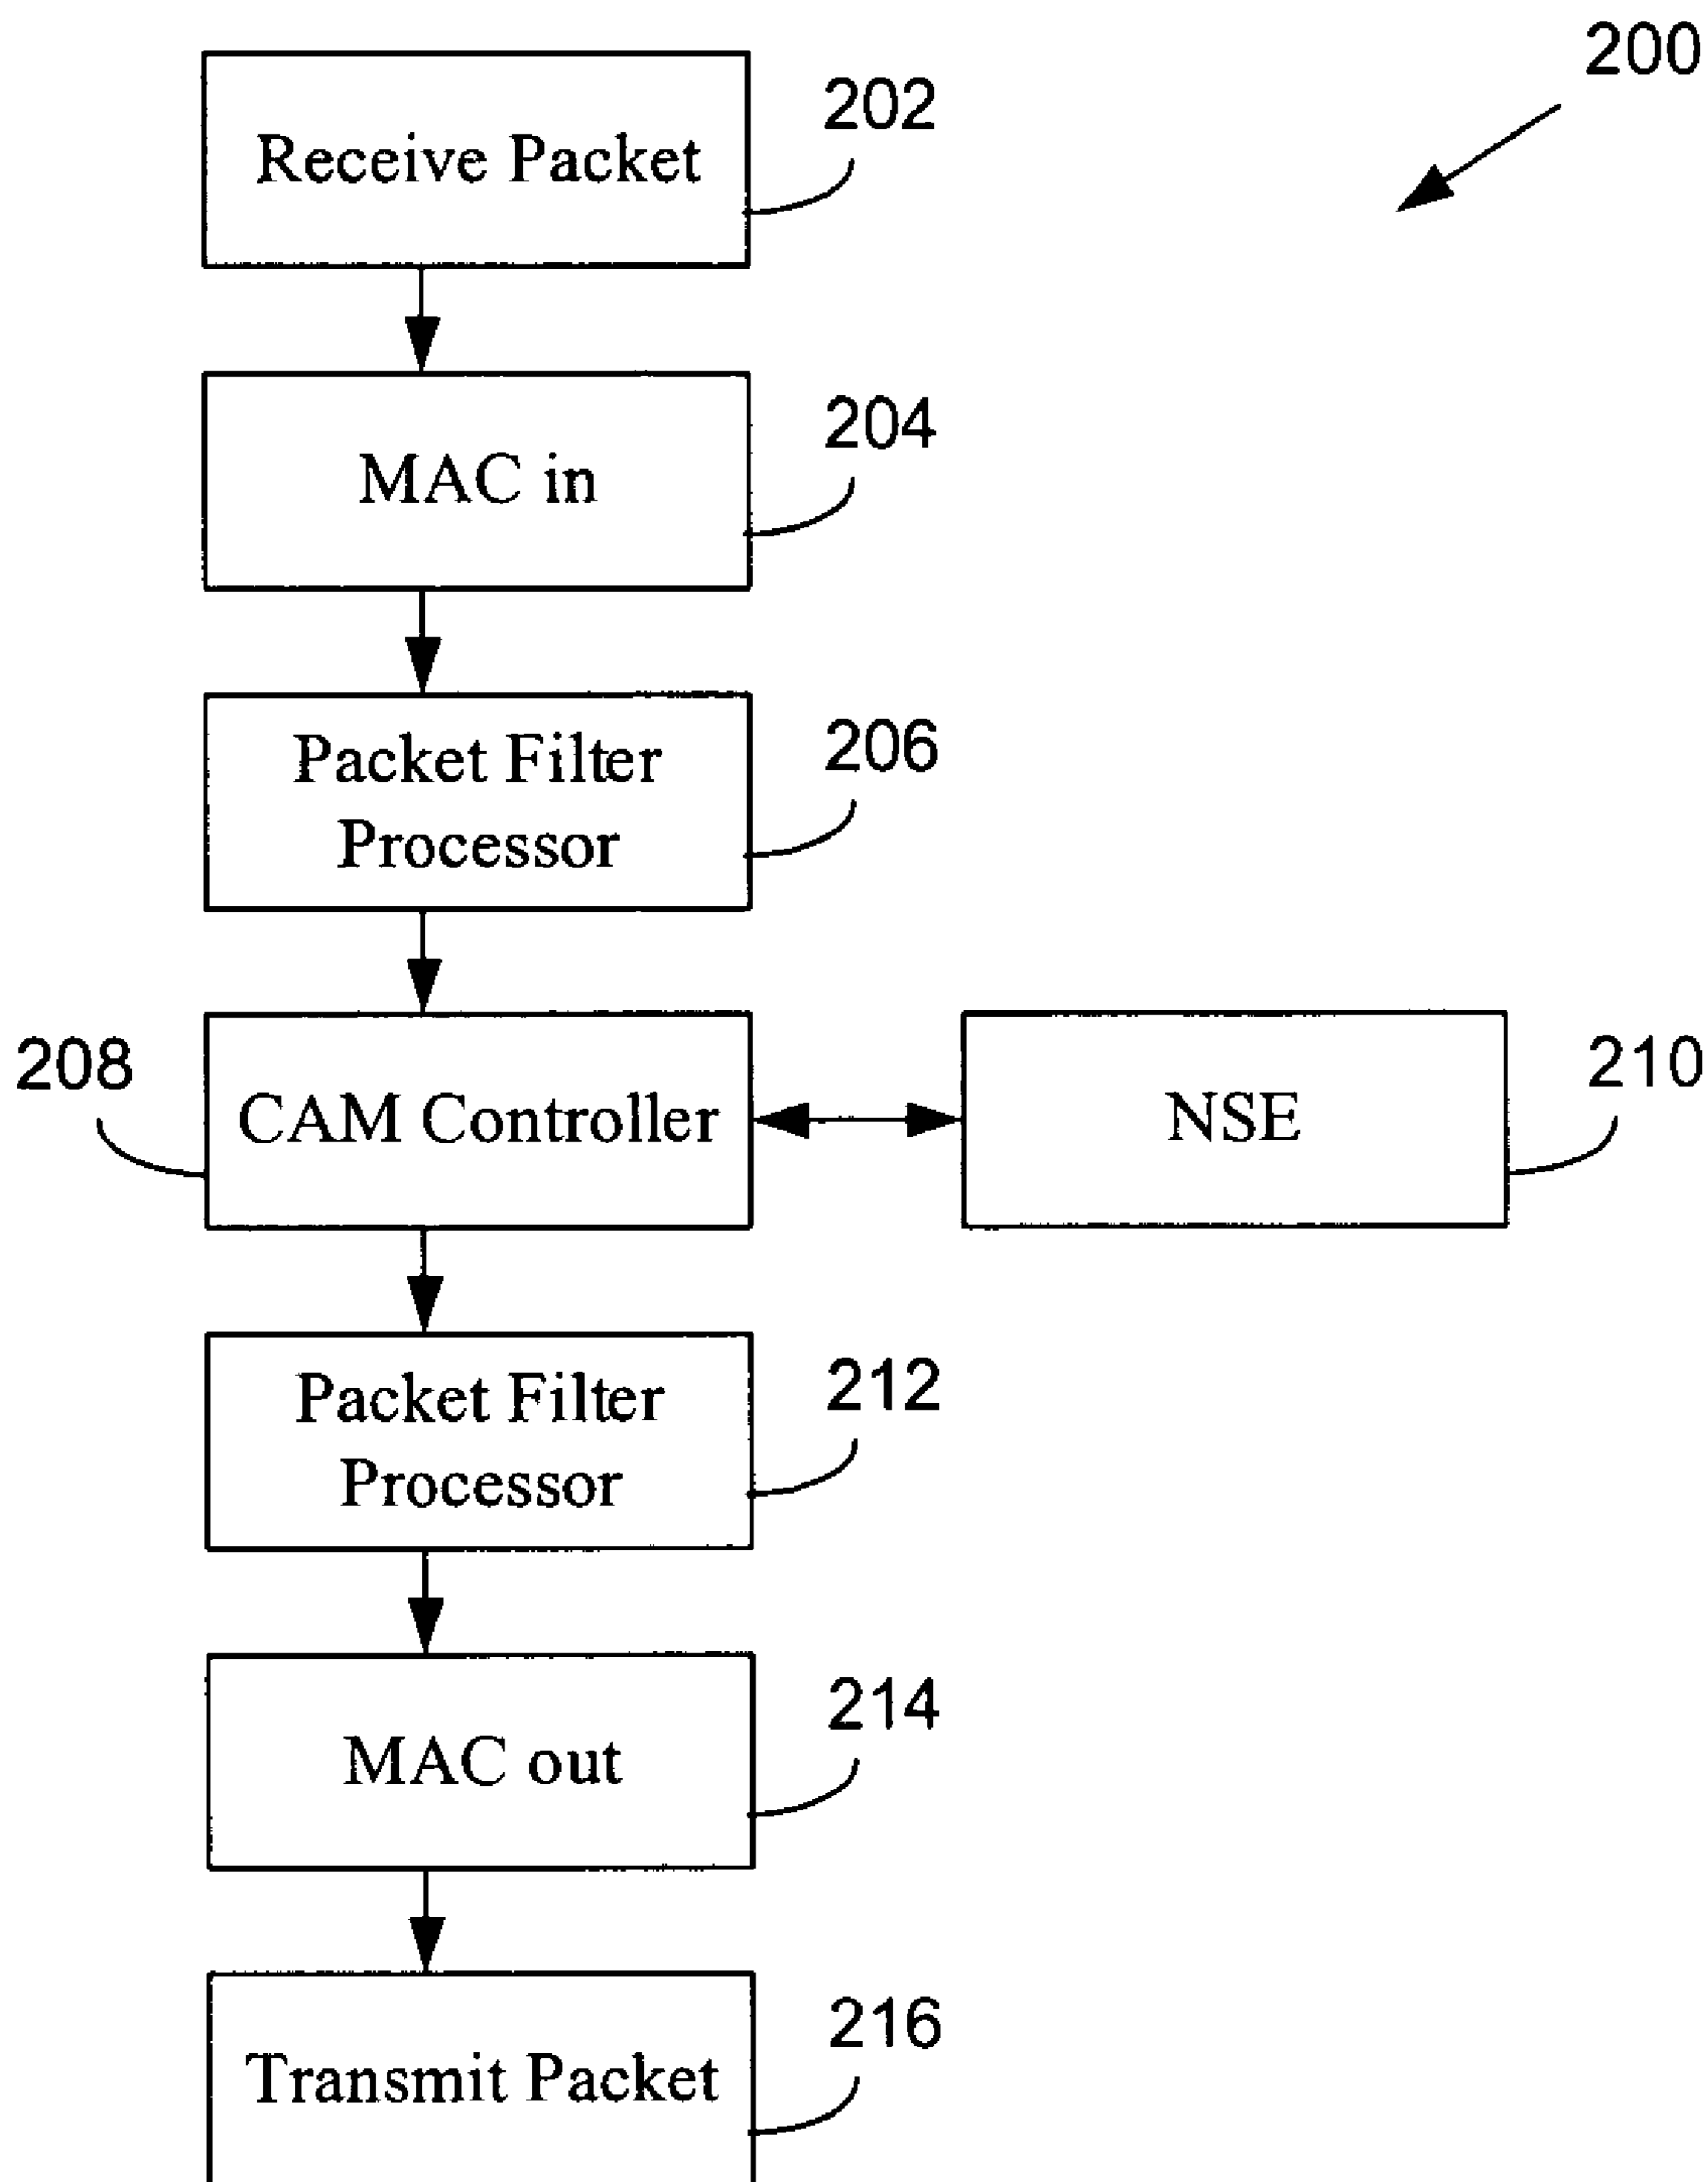 200
Receive Packet
202
MAC in
204
Packet Filter
Processor
206
208
CAM Controller
NSE
210
Packet Filter
Processor
212
MAC out
214
Transmit Packet
216